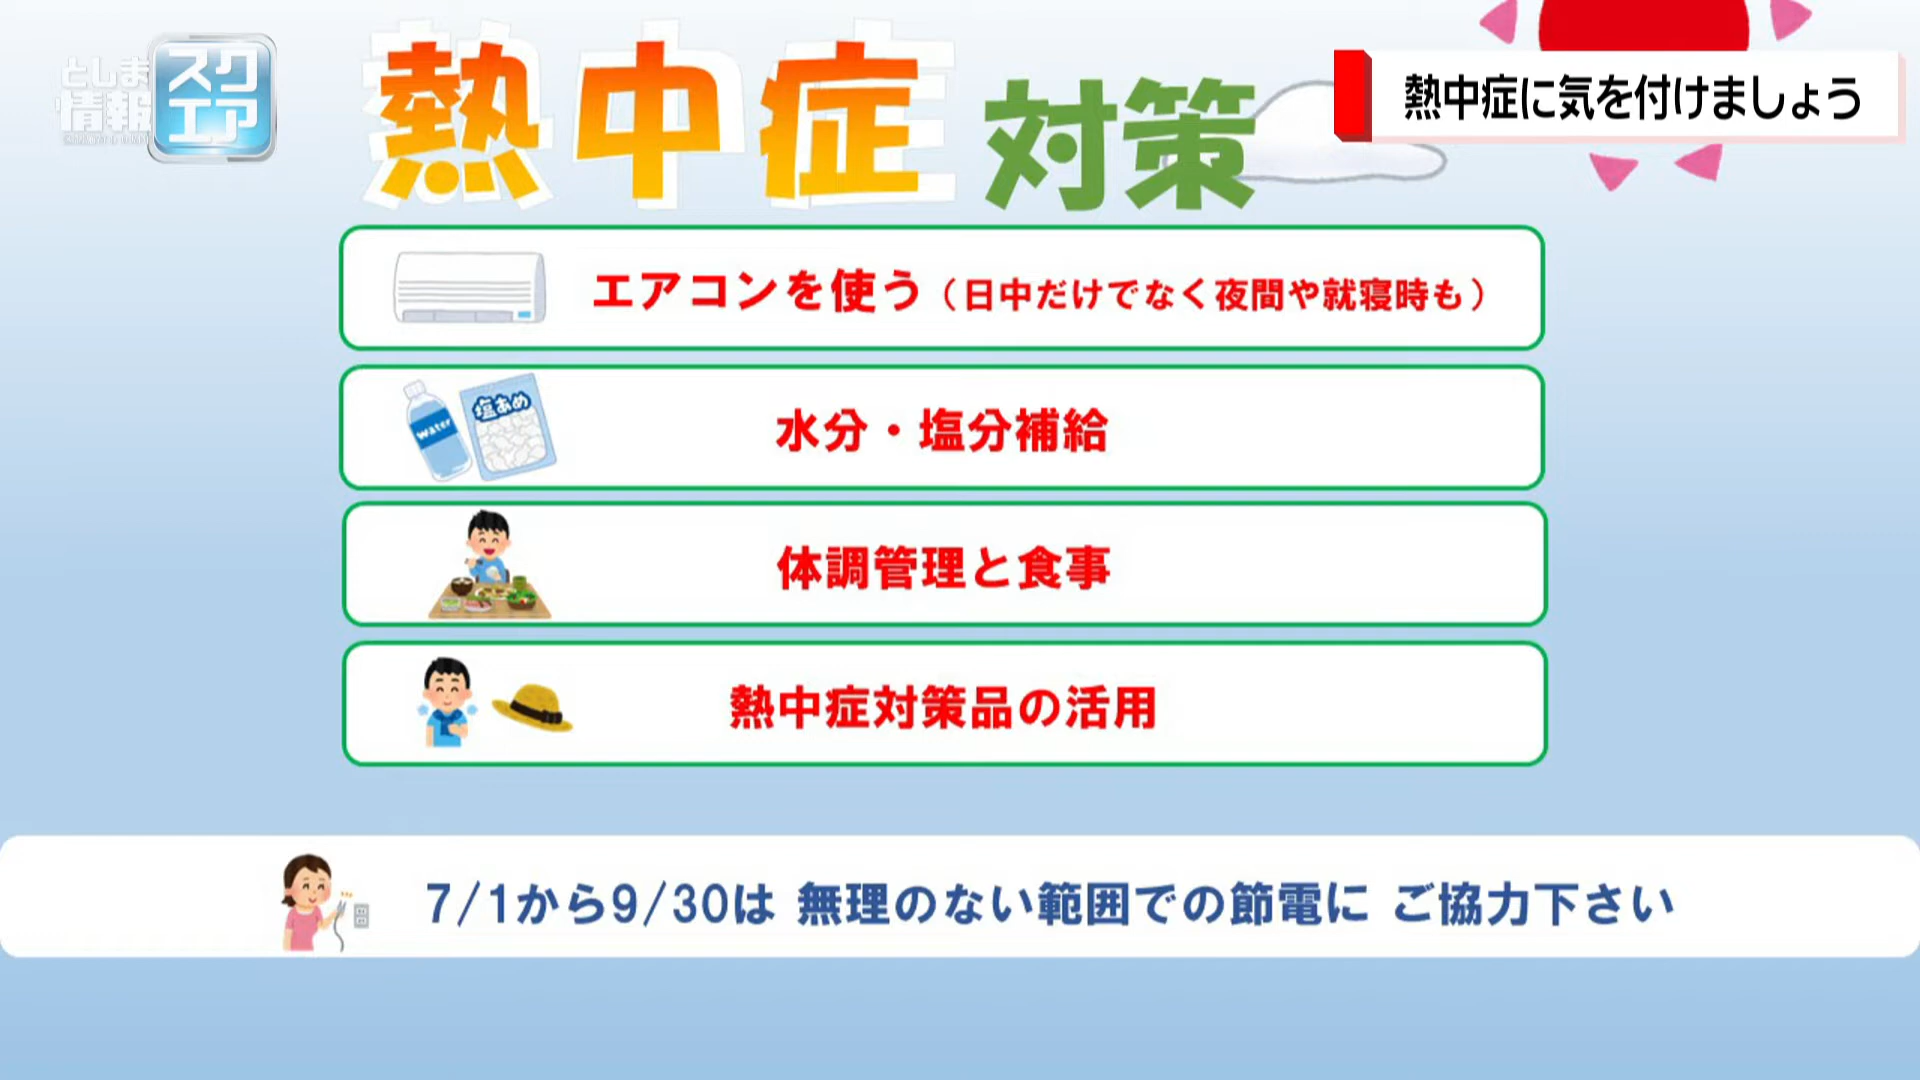 としま
情報
スク
エア
熱中症対策
熱中症に気を付けましょう
エアコンを使う（日中だけでなく夜間や就寝時も）
Water
塩あめ
水分・塩分補給
体調管理と食事
熱中症対策品の活用
7/1から9/30は 無理のない範囲での節電に ご協力下さい